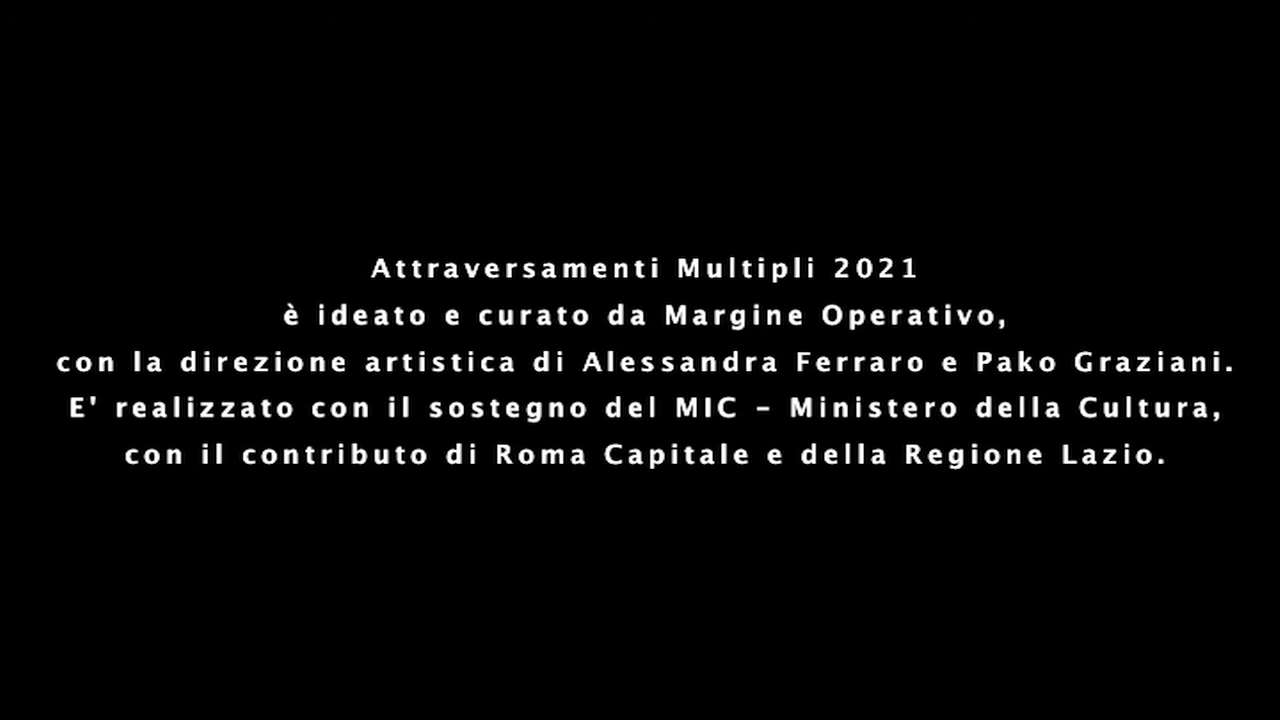 Attraversamenti Multipli 2021
è ideato e curato da Margine Operativo,
con la direzione artistica di Alessandra Ferraro e Pako Graziani.
E' realizzato con il sostegno del MIC – Ministero della Cultura,
con il contributo di Roma Capitale e della Regione Lazio.